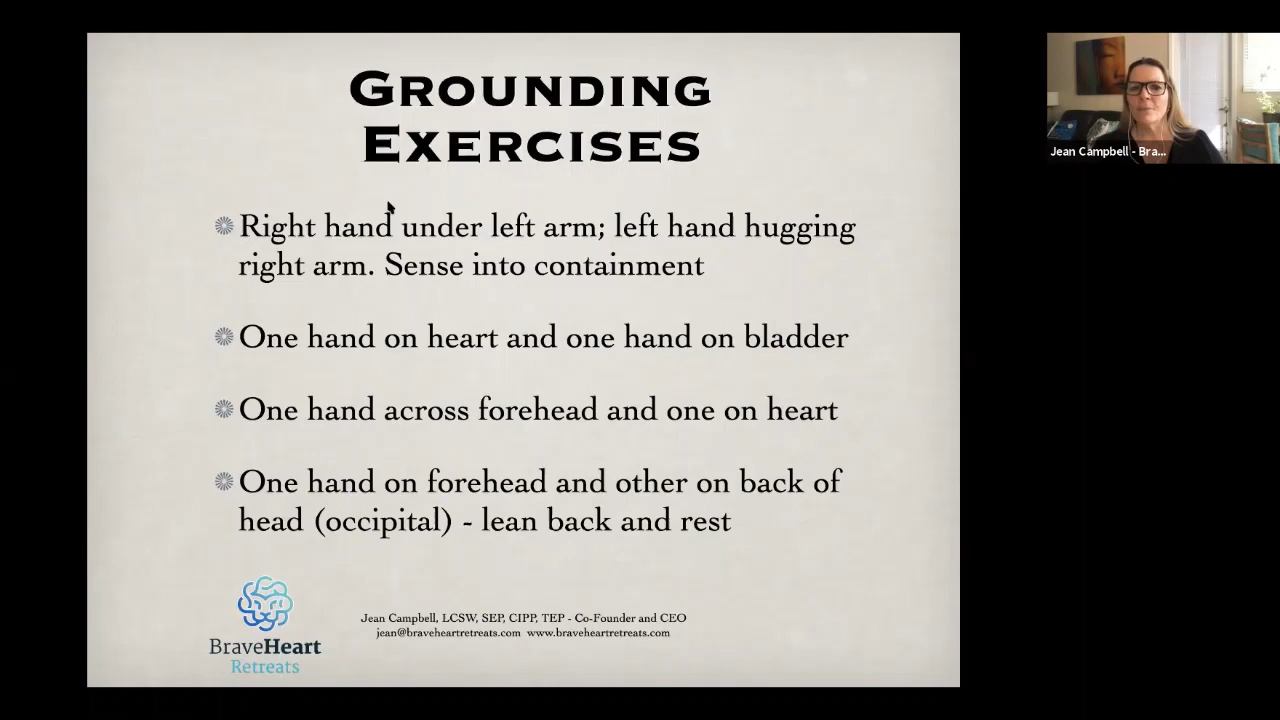 GROUNDING
EXERCISES
Right hand under left arm; left hand hugging
right arm. Sense into containment
One hand on heart and one hand on bladder
One hand across forehead and one on heart
One hand on forehead and other on back of
head (occipital) - lean back and rest
Jean Campbell, LCSW, SEP, CIPP, TEP - Co-Founder and CEO
jean@braveheartretreats.com www.braveheartretreats.com
BraveHeart
Retreats
Jean Campbell - Bra...